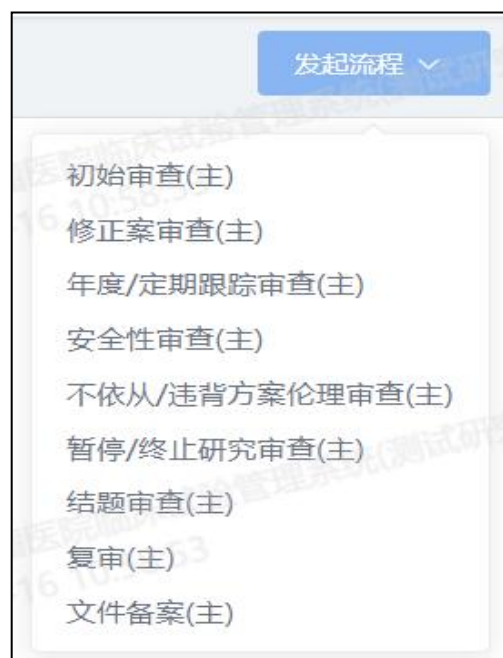 发起流程
初始审查(主)
修正案审查(主)
年度/定期跟踪审查(主)
安全性审查(主)
不依从/违背方案伦理审查(主)
暂停/终止研究审查(主)
结题审查(主)
复审(主)
文件备案(主)